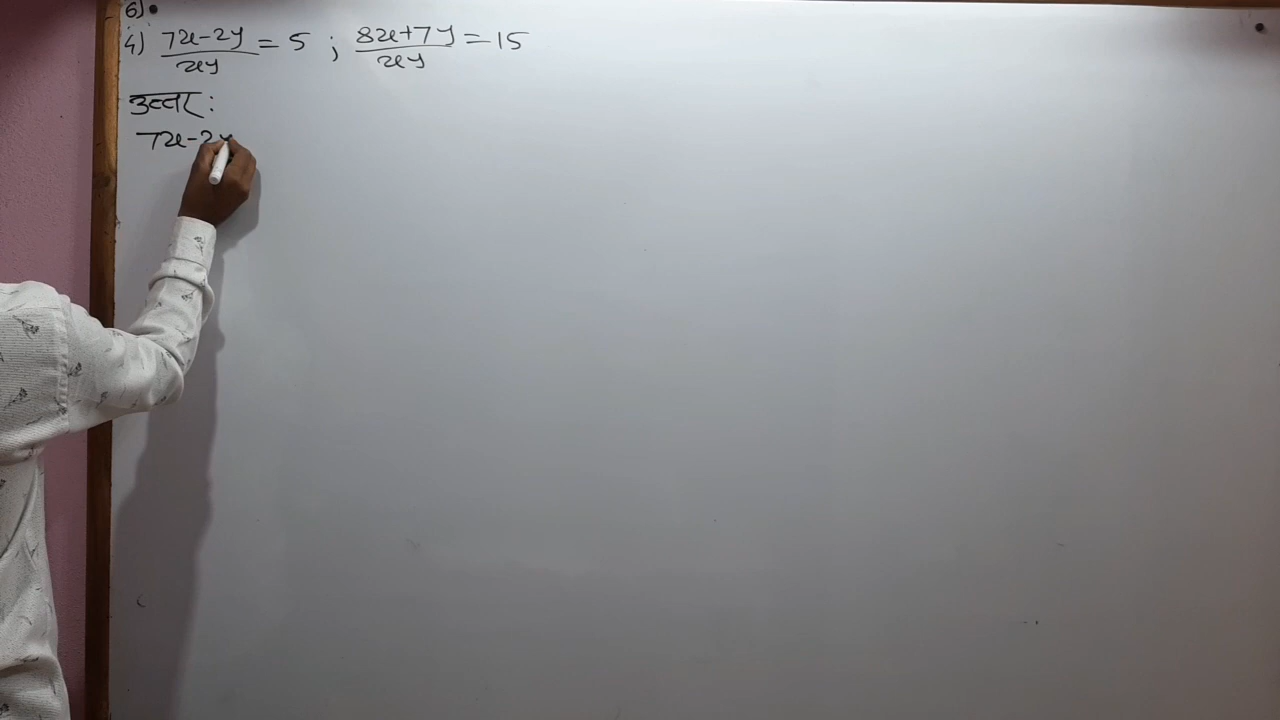 6).
4) 7x-2y/xy = 5 ; 8x+7y/xy = 15
उत्तर :
7x-2y